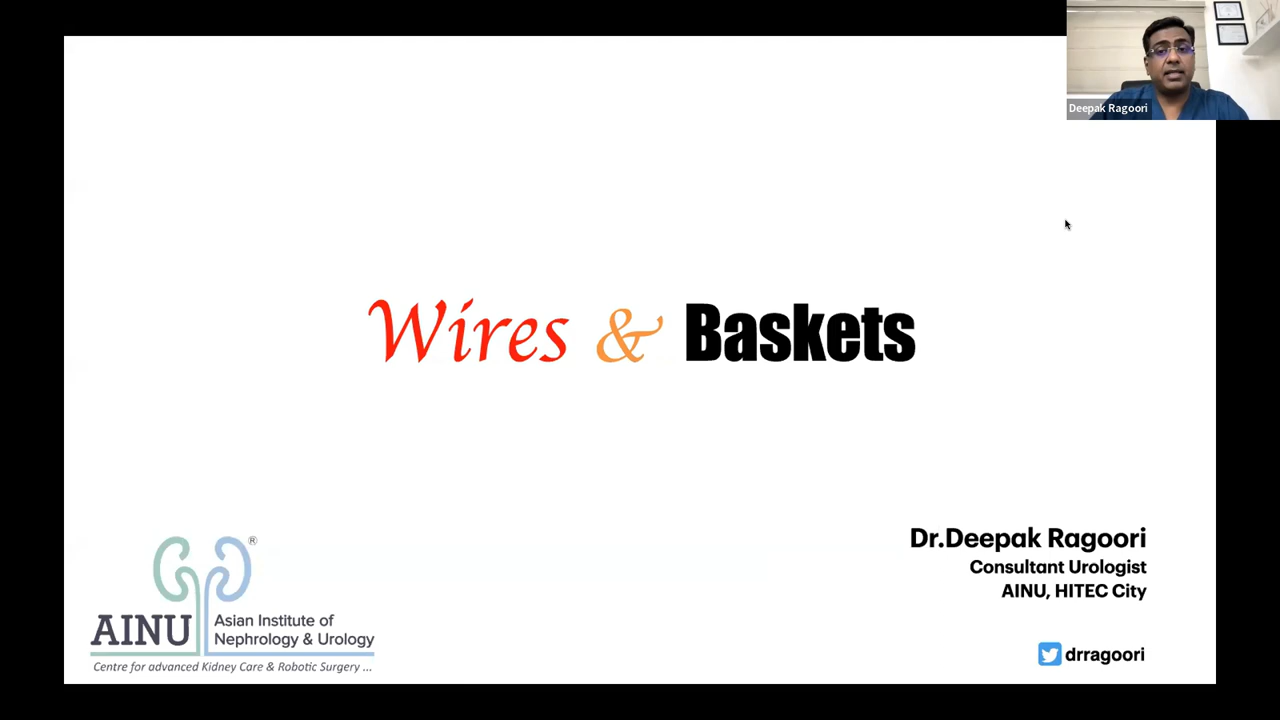 Deepak Ragoori
Wires & Baskets
Dr.Deepak Ragoori
Consultant Urologist
AINU, HITEC City
drragoori
®
AINU
Asian Institute of
Nephrology & Urology
Centre for advanced Kidney Care & Robotic Surgery ...